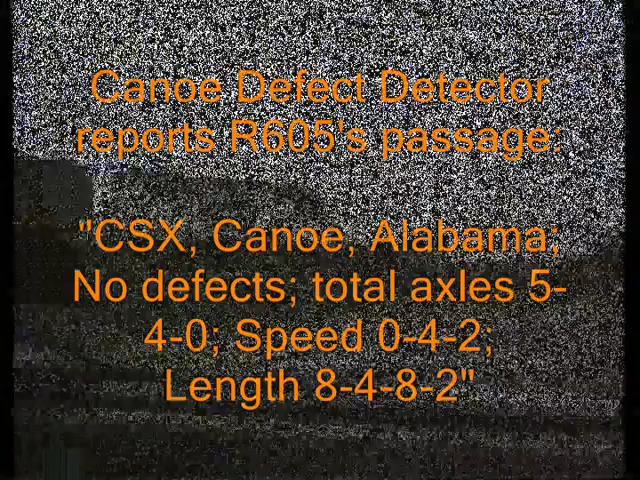 Canoe Defect Detector
reports R605's passage:
"CSX, Canoe, Alabama;
No defects; total axles 5-
4-0; Speed 0-4-2;
Length 8-4-8-2"